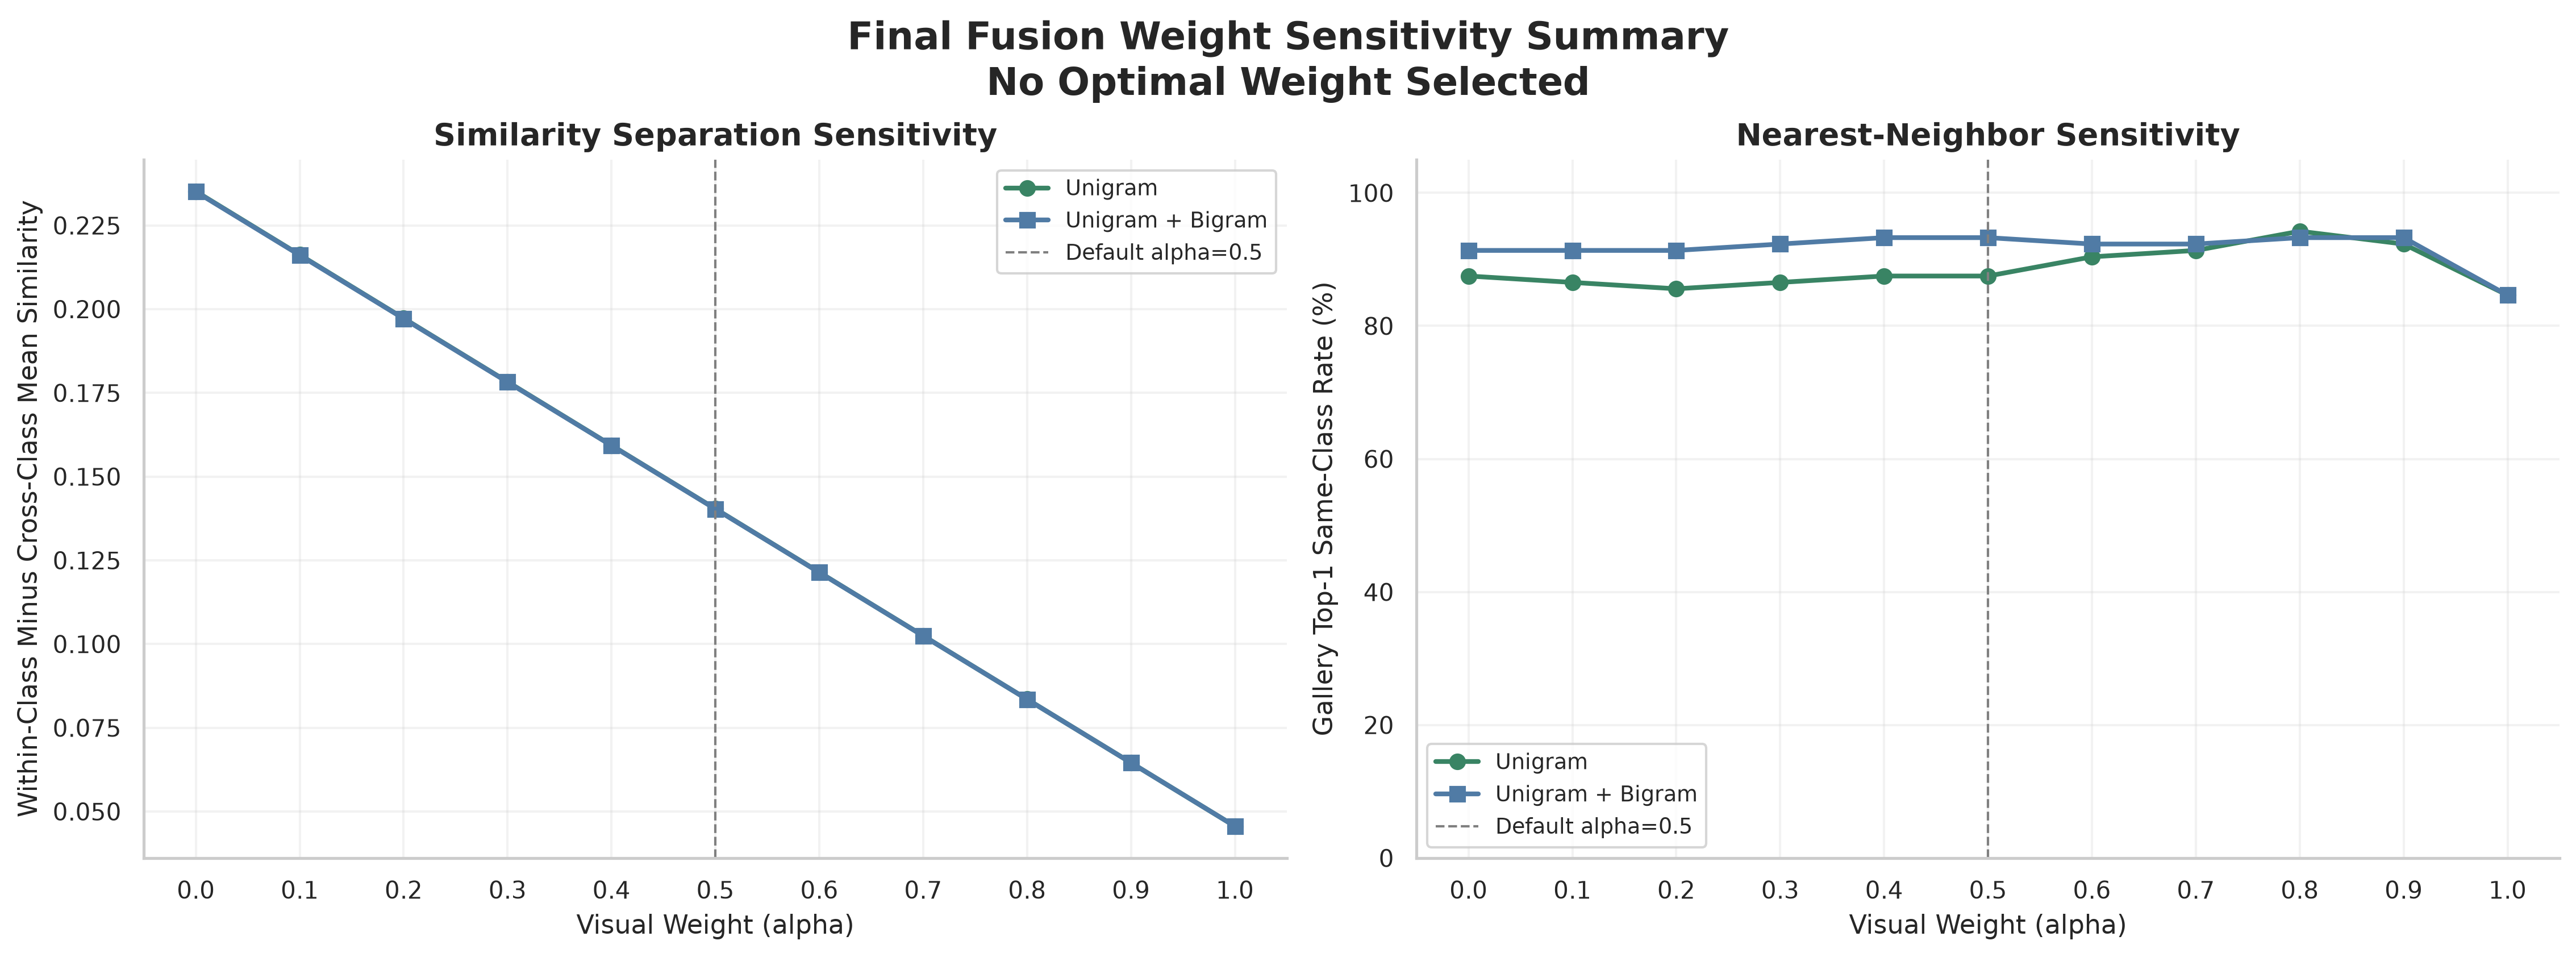 Final Fusion Weight Sensitivity Summary
No Optimal Weight Selected
Similarity Separation Sensitivity
Within-Class Minus Cross-Class Mean Similarity
0.225
0.200
0.175
0.150
0.125
0.100
0.075
0.050
Unigram
Unigram + Bigram
Default alpha=0.5
0.0 0.1 0.2 0.3 0.4 0.5 0.6 0.7 0.8 0.9 1.0
Visual Weight (alpha)
Nearest-Neighbor Sensitivity
Gallery Top-1 Same-Class Rate (%)
100
80
60
40
20
0
Unigram
Unigram + Bigram
Default alpha=0.5
0.0 0.1 0.2 0.3 0.4 0.5 0.6 0.7 0.8 0.9 1.0
Visual Weight (alpha)